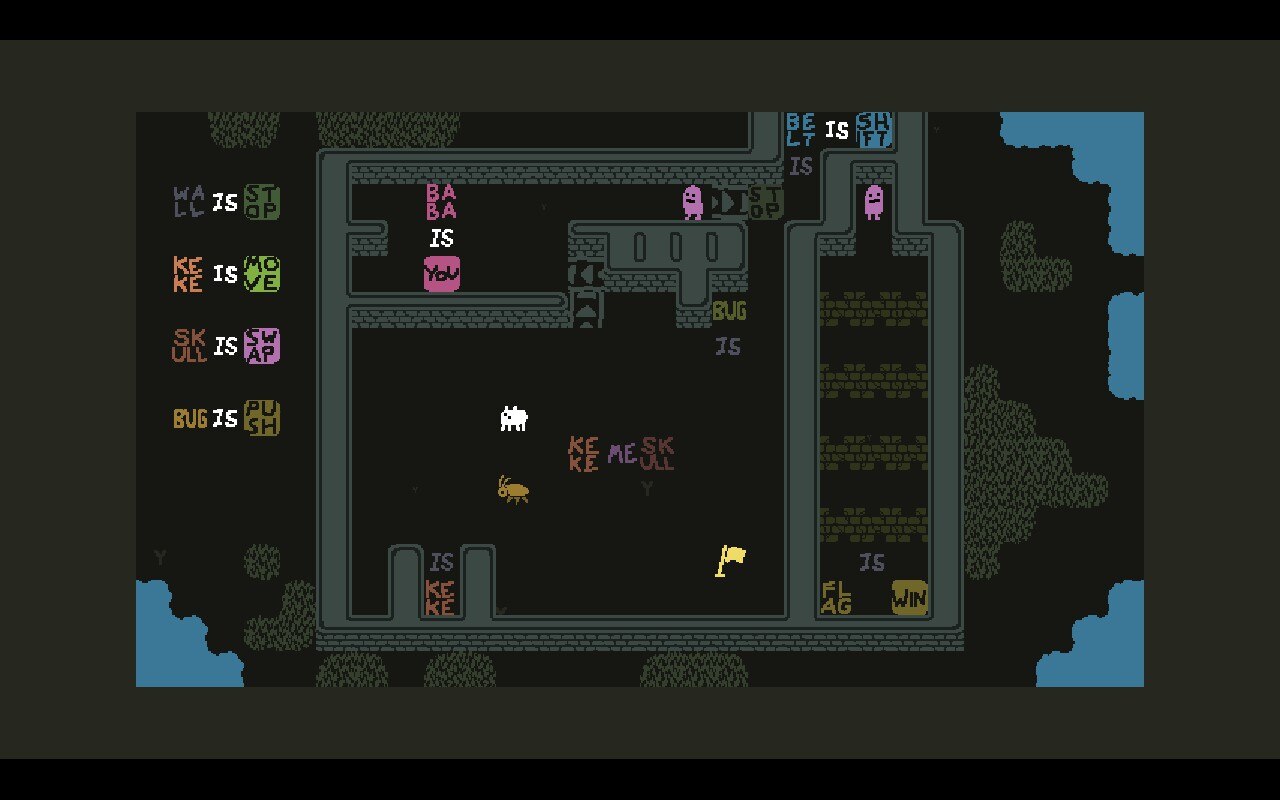 BELT IS SHIFT
IS
WALL IS STOP
BABA
STOP
IS
KEKE IS MOVE
YOU
BUG
SKULL IS SWAP
IS
BUG IS PUSH
KEKE ME SKULL
IS
IS
KEKE
FLAG
WIN